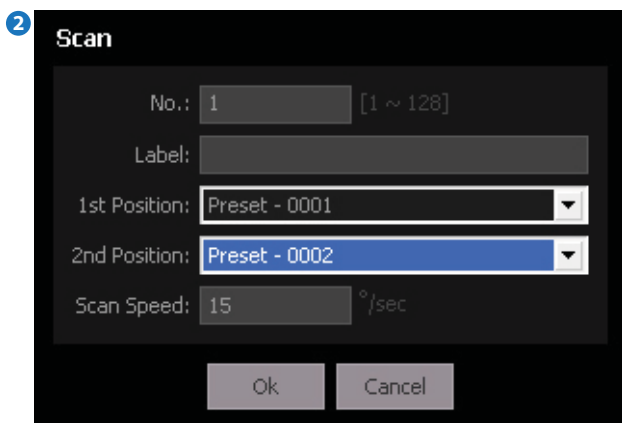 2
Scan
No.: 1 [1 ~ 128]
Label:
1st Position: Preset - 0001
2nd Position: Preset - 0002
Scan Speed: 15 °/sec
Ok Cancel